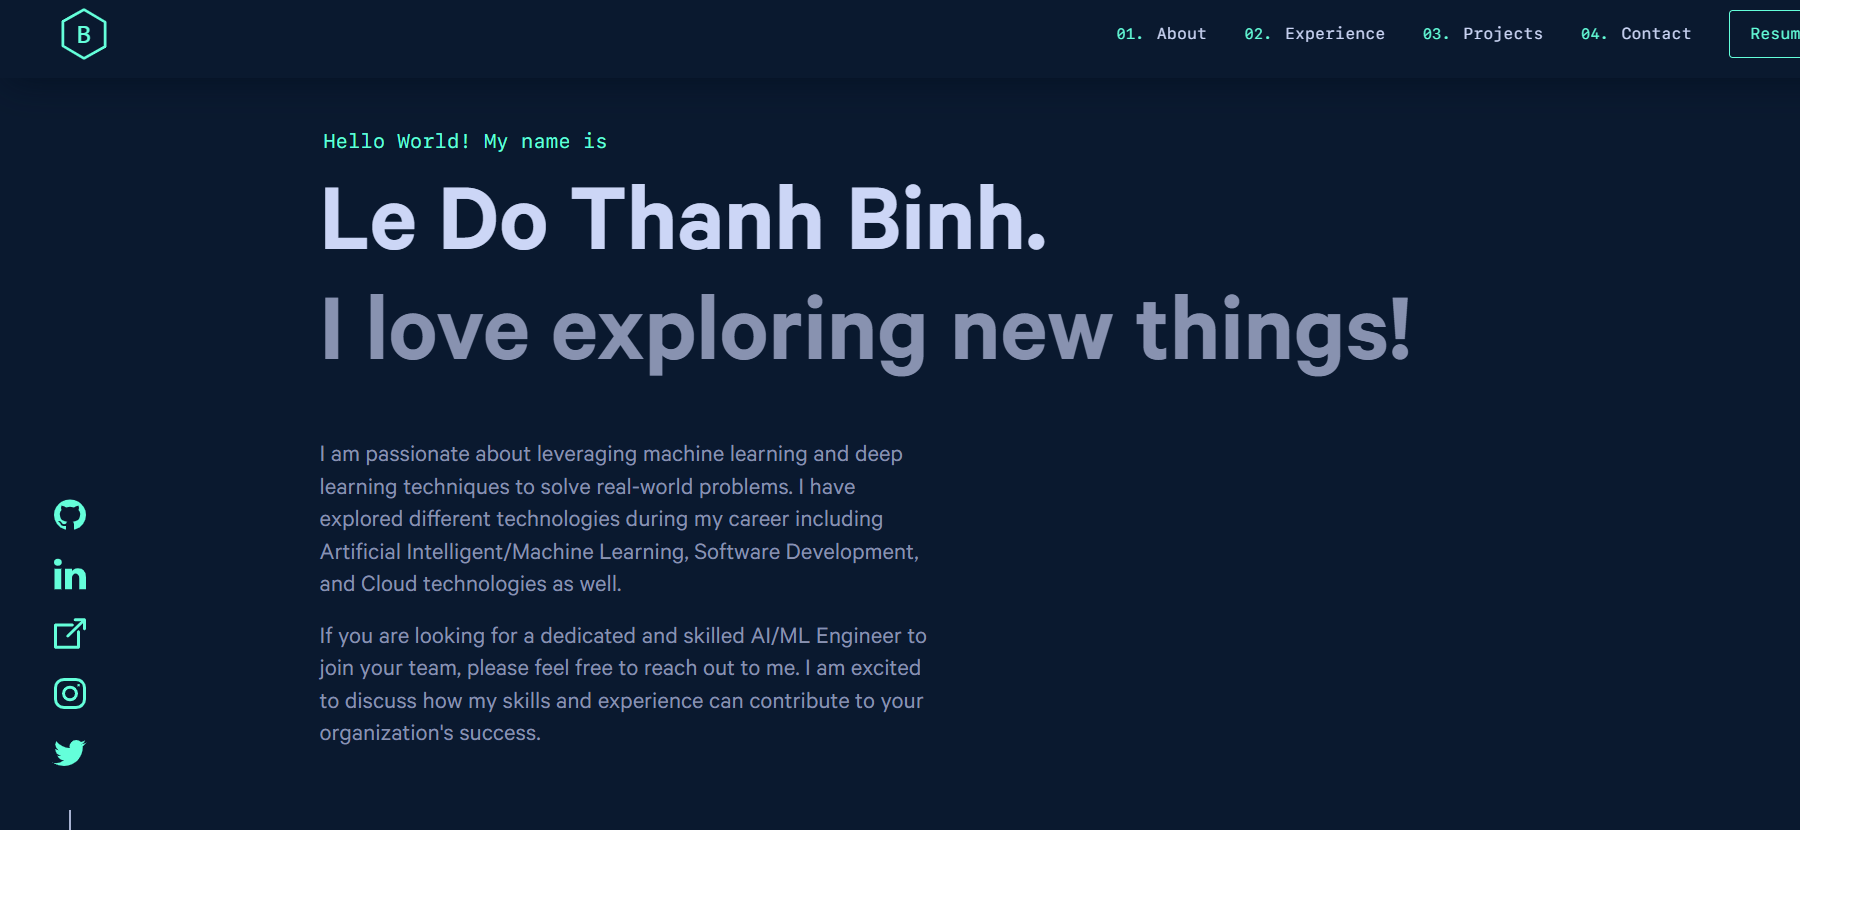 B
01. About 02. Experience 03. Projects 04. Contact
Hello World! My name is
Le Do Thanh Binh.
I love exploring new things!
I am passionate about leveraging machine learning and deep
learning techniques to solve real-world problems. I have
explored different technologies during my career including
Artificial Intelligent/Machine Learning, Software Development,
and Cloud technologies as well.
If you are looking for a dedicated and skilled AI/ML Engineer to
join your team, please feel free to reach out to me. I am excited
to discuss how my skills and experience can contribute to your
organization's success.
in